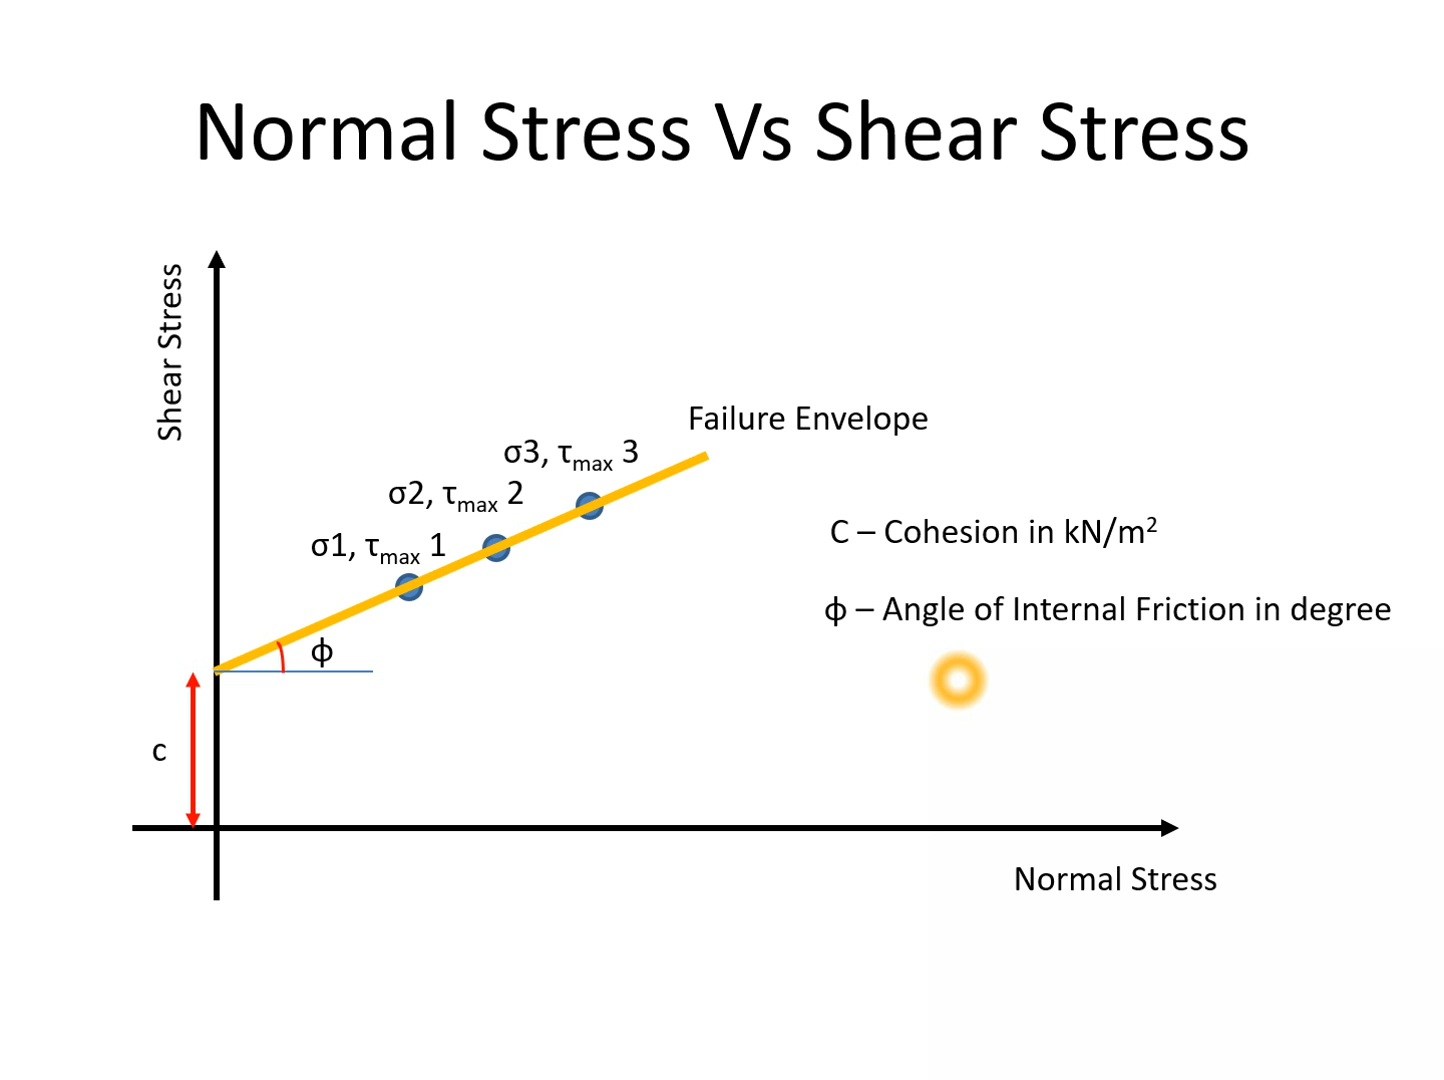 Normal Stress Vs Shear Stress
Shear Stress
Failure Envelope
σ3, τmax 3
σ2, τmax 2
σ1, τmax 1
C – Cohesion in kN/m²
ϕ – Angle of Internal Friction in degree
ϕ
c
Normal Stress